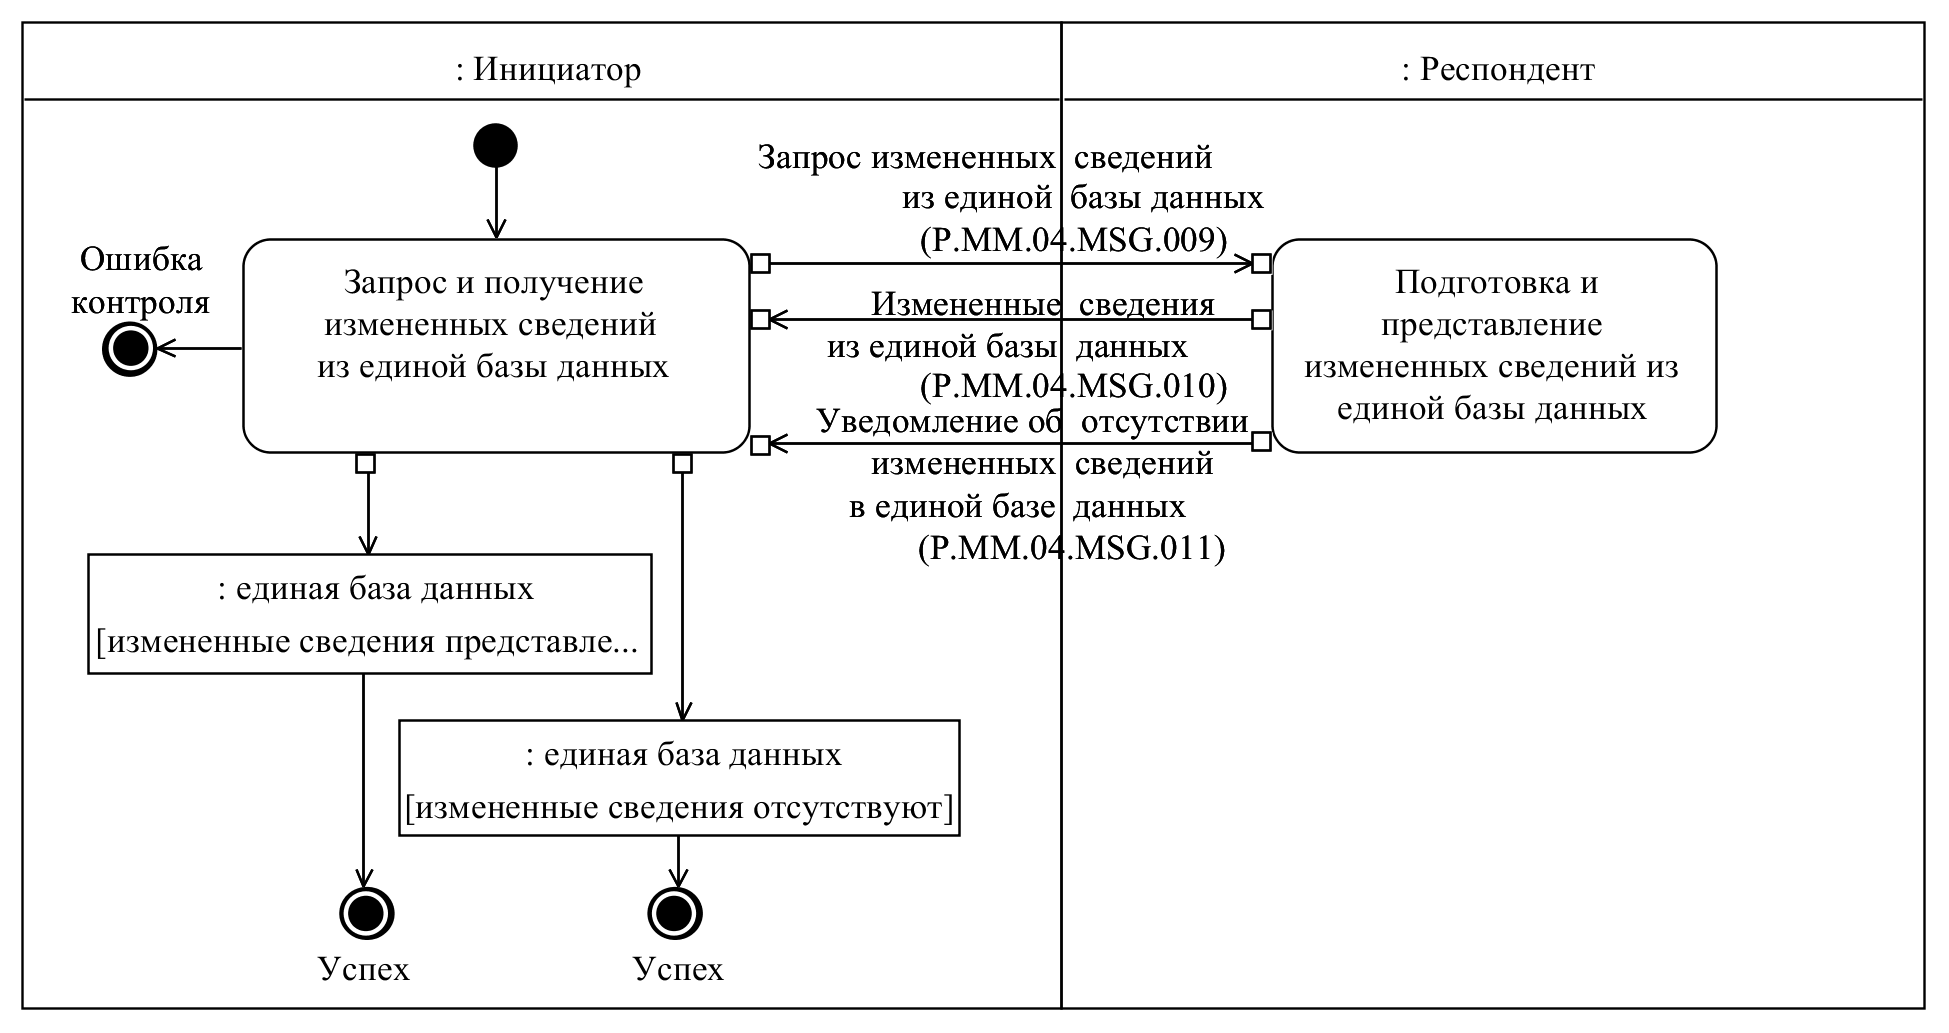 : Инициатор
: Респондент
Запрос измененных сведений
из единой базы данных
(P.MM.04.MSG.009)
Ошибка
контроля
Запрос и получение
измененных сведений
из единой базы данных
Измененные сведения
из единой базы данных
(P.MM.04.MSG.010)
Подготовка и
представление
измененных сведений из
единой базы данных
Уведомление об отсутствии
измененных сведений
в единой базе данных
(P.MM.04.MSG.011)
: единая база данных
[измененные сведения представле...
: единая база данных
[измененные сведения отсутствуют]
Успех
Успех